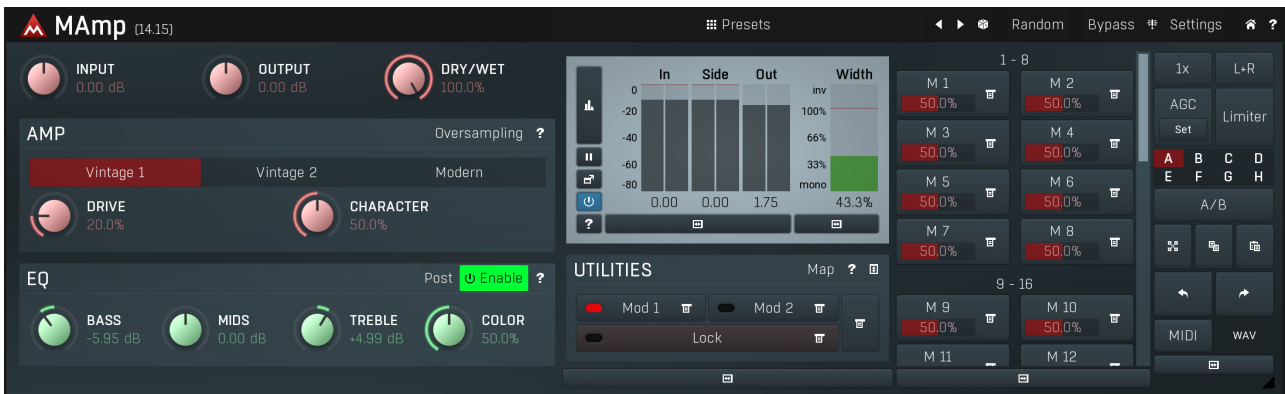 MAmp (14.15)
Presets
Random Bypass Settings ?
INPUT
0.00 dB
OUTPUT
0.00 dB
DRY/WET
100.0%
AMP
Oversampling ?
Vintage 1 Vintage 2 Modern
DRIVE
20.0%
CHARACTER
50.0%
EQ
Post Enable ?
BASS
-5.95 dB
MIDS
0.00 dB
TREBLE
+4.99 dB
COLOR
50.0%
In Side Out Width
0
-20
-40
-60
-80
inv
100%
66%
33%
mono
0.00 0.00 1.75 43.3%
?
UTILITIES
Map ?
Mod 1 Mod 2
Lock
1 - 8
M 1
50.0%
M 2
50.0%
M 3
50.0%
M 4
50.0%
M 5
50.0%
M 6
50.0%
M 7
50.0%
M 8
50.0%
9 - 16
M 9
50.0%
M 10
50.0%
M 11
M 12
1x L+R
AGC
Set
Limiter
A B C D
E F G H
A/B
MIDI WAV